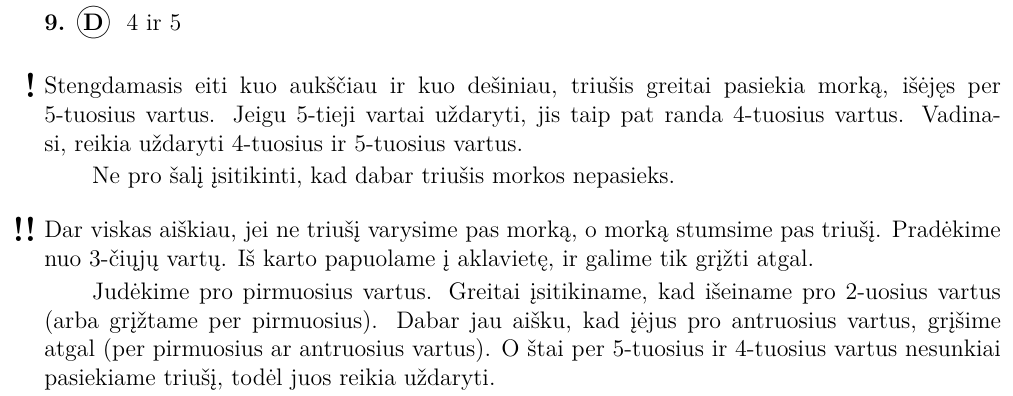 9. D 4 ir 5
! Stengdamasis eiti kuo aukščiau ir kuo dešiniau, triušis greitai pasiekia morką, išėjęs per
5-tuosius vartus. Jeigu 5-tieji vartai uždaryti, jis taip pat randa 4-tuosius vartus. Vadina-
si, reikia uždaryti 4-tuosius ir 5-tuosius vartus.
Ne pro šalį įsitikinti, kad dabar triušis morkos nepasieks.
!! Dar viskas aiškiau, jei ne triušį varysime pas morką, o morką stumsime pas triušį. Pradėkime
nuo 3-čiųjų vartų. Iš karto papuolame į aklavietę, ir galime tik grįžti atgal.
Judėkime pro pirmuosius vartus. Greitai įsitikiname, kad išeiname pro 2-uosius vartus
(arba grįžtame per pirmuosius). Dabar jau aišku, kad įėjus pro antruosius vartus, grįšime
atgal (per pirmuosius ar antruosius vartus). O štai per 5-tuosius ir 4-tuosius vartus nesunkiai
pasiekiame triušį, todėl juos reikia uždaryti.